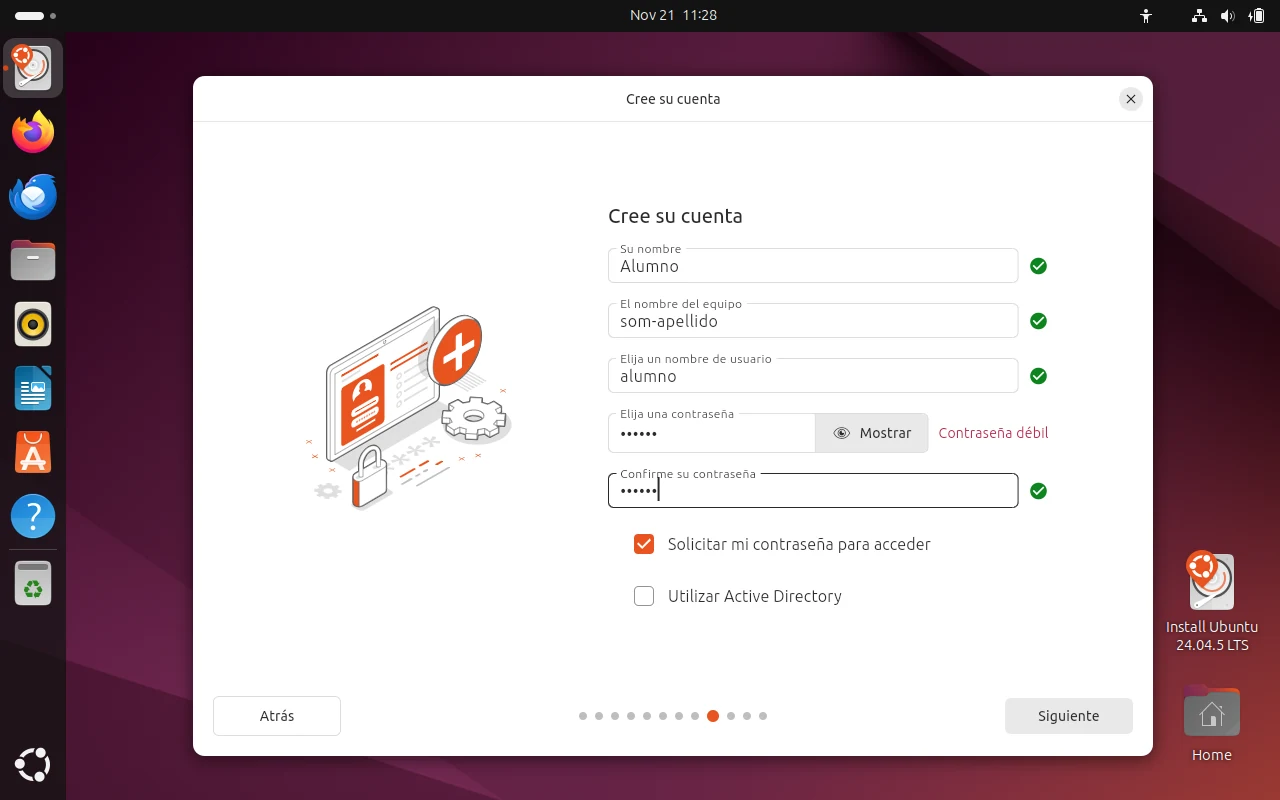 Nov 21 11:28
Cree su cuenta
Cree su cuenta
Su nombre
Alumno
El nombre del equipo
som-apellido
Elija un nombre de usuario
alumno
Elija una contraseña
••••••
Mostrar
Contraseña débil
Confirme su contraseña
••••••
Solicitar mi contraseña para acceder
Utilizar Active Directory
Atrás
Siguiente
Install Ubuntu
24.04.5 LTS
Home